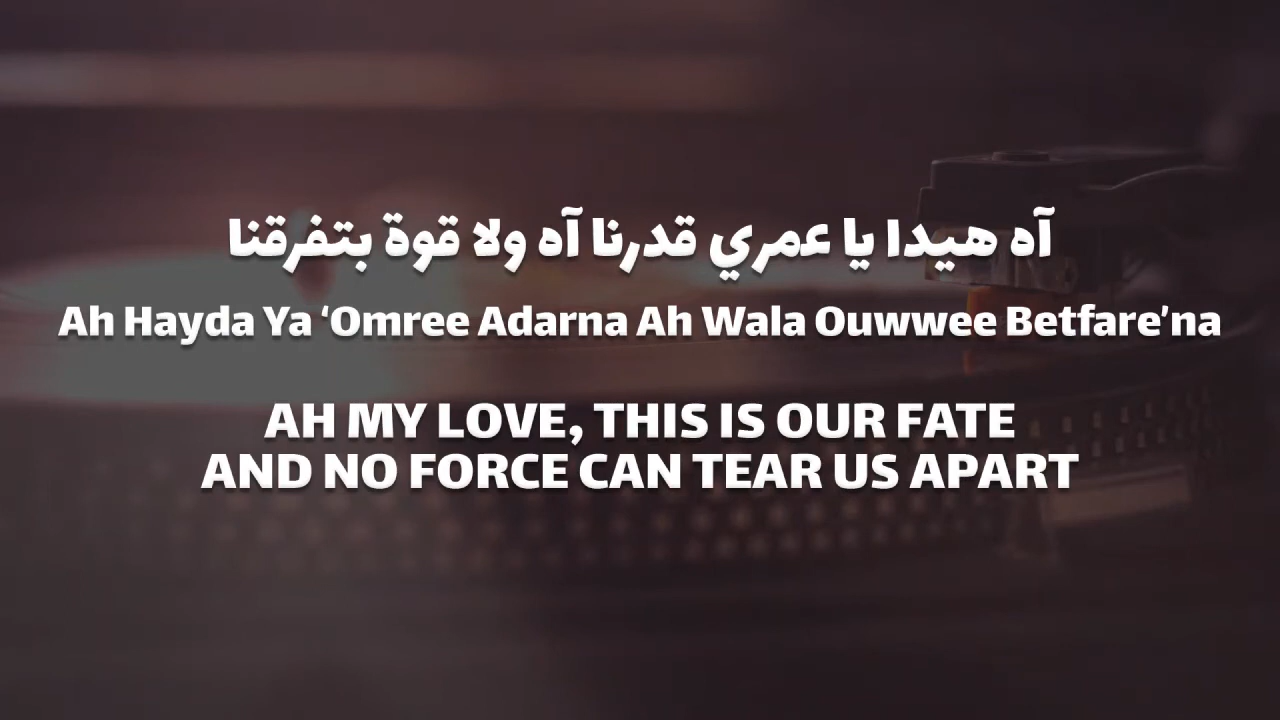 آه هيدا يا عمري قدرنا آه ولا قوة بتفرقنا
Ah Hayda Ya ‘Omree Adarna Ah Wala Ouwwee Betfare’na
AH MY LOVE, THIS IS OUR FATE
AND NO FORCE CAN TEAR US APART